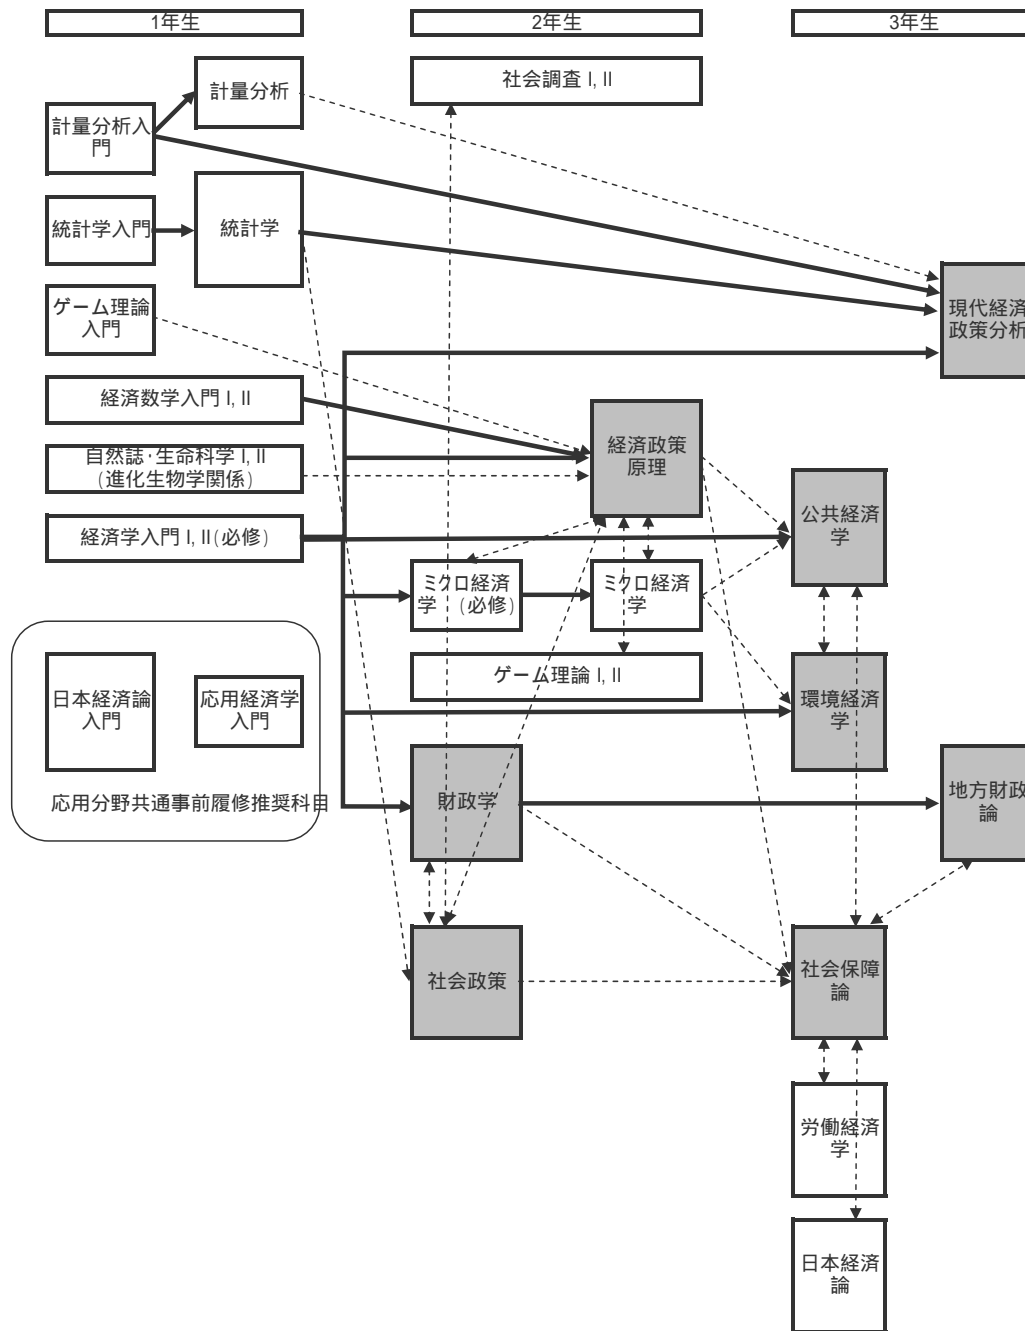 1年生
2年生
3年生
社会調査 I, II
計量分析
計量分析入
門
統計学入門
統計学
ゲーム理論
入門
現代経済
政策分析
経済数学入門 I, II
自然誌・生命科学 I, II
(進化生物学関係)
経済政策
原理
経済学入門 I, II(必修)
公共経済
学
ミクロ経済
学 (必修)
ミクロ経済
学
ゲーム理論 I, II
日本経済論
入門
応用経済学
入門
環境経済
学
応用分野共通事前履修推奨科目
財政学
地方財政
論
社会政策
社会保障
論
労働経済
学
日本経済
論